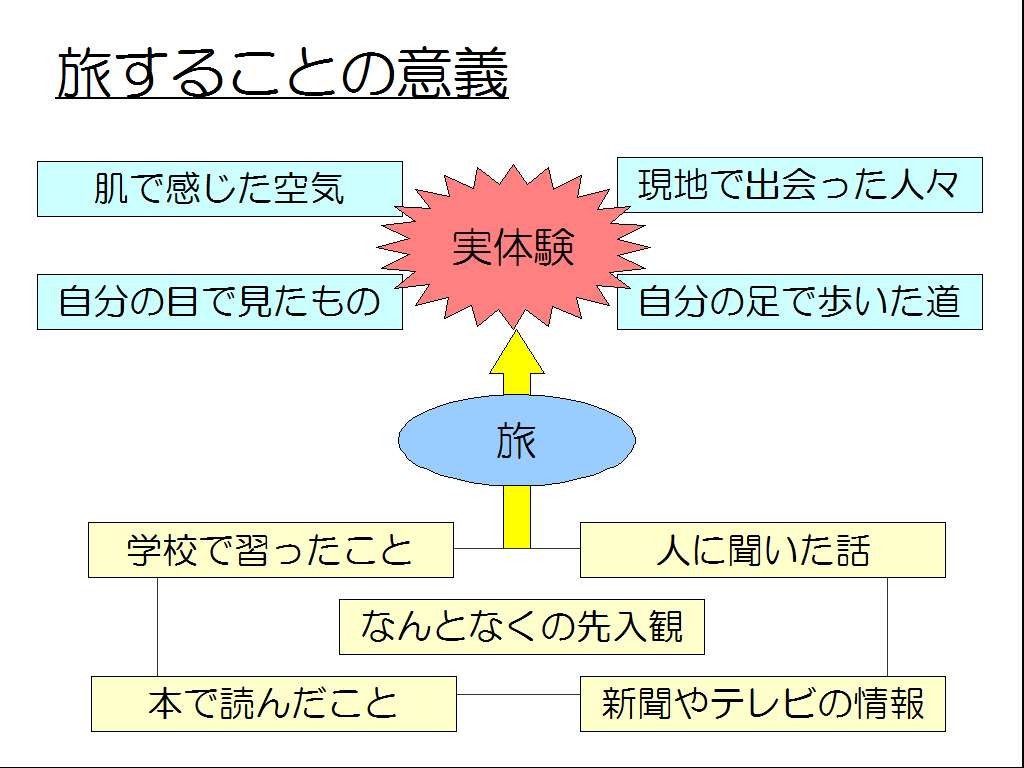 旅することの意義
肌で感じた空気
現地で出会った人々
実体験
自分の目で見たもの
自分の足で歩いた道
旅
学校で習ったこと
人に聞いた話
なんとなくの先入観
本で読んだこと
新聞やテレビの情報